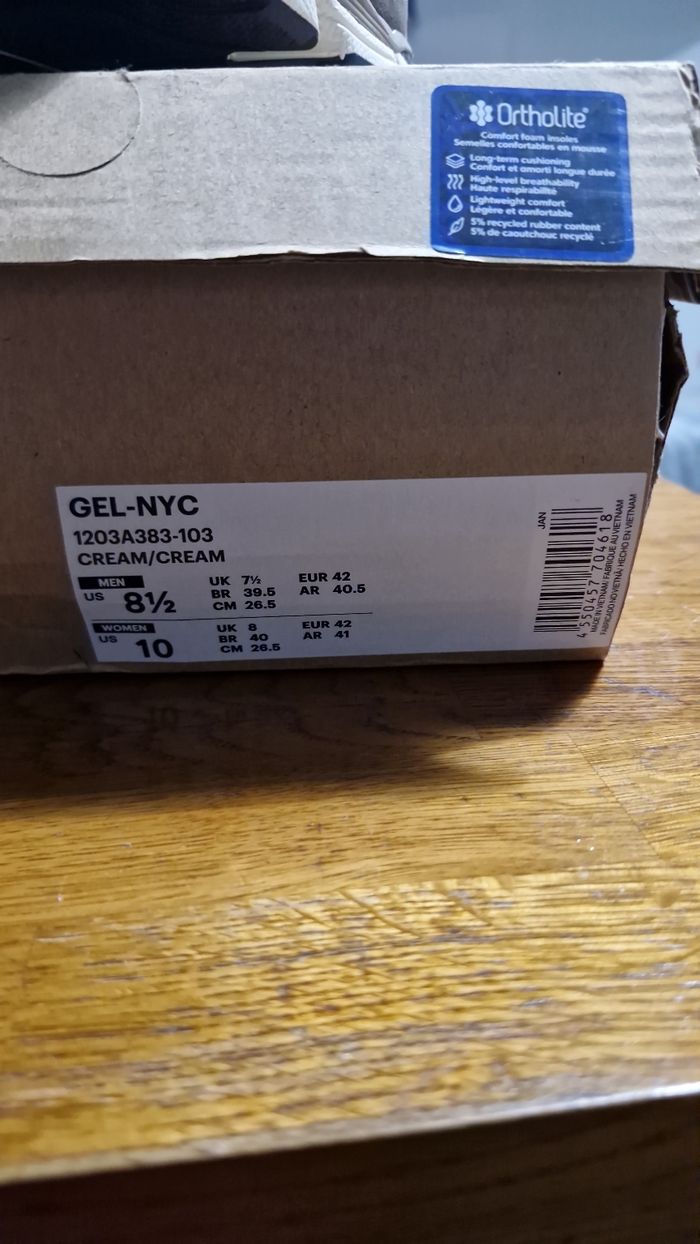 Ortholite®
Comfort foam insoles
Semelles confortables en mousse
Long-term cushioning
Confort et amorti longue durée
High-level breathability
Haute respirabilité
Lightweight comfort
Légère et confortable
5% recycled rubber content
5% de caoutchouc recyclé
GEL-NYC
1203A383-103
CREAM/CREAM
MEN
US 8½
UK 7½
BR 39.5
CM 26.5
EUR 42
AR 40.5
WOMEN
US 10
UK 8
BR 40
CM 26.5
EUR 42
AR 41
JAN
4 550457 704618
MADE IN VIETNAM/ FABRIQUÉ AU VIETNAM
FABRICADO NO VIETNÃ/ HECHO EN VIETNAM